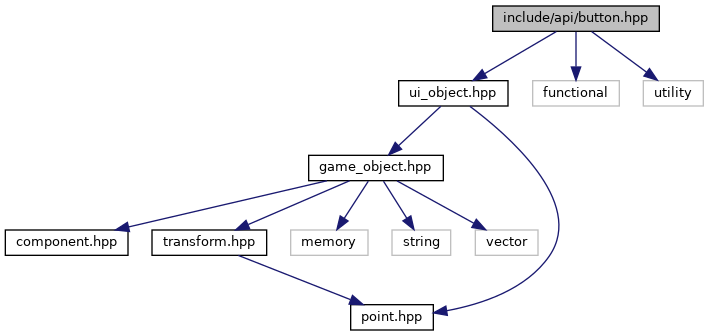 include/api/button.hpp
ui_object.hpp
functional
utility
game_object.hpp
component.hpp
transform.hpp
memory
string
vector
point.hpp